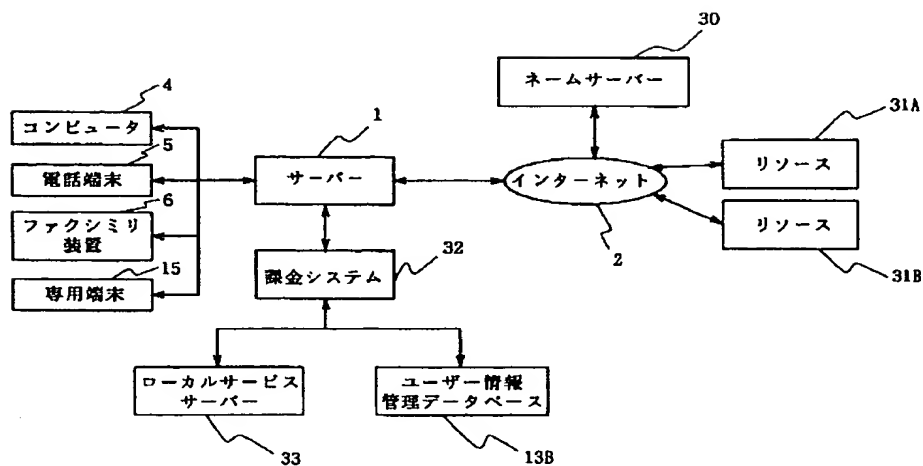 30
ネームサーバー
4
コンピュータ
5
電話端末
6
ファクシミリ
装置
15
専用端末
1
サーバー
インターネット
2
31A
リソース
リソース
31B
32
課金システム
ローカルサービス
サーバー
33
ユーザー情報
管理データベース
13B